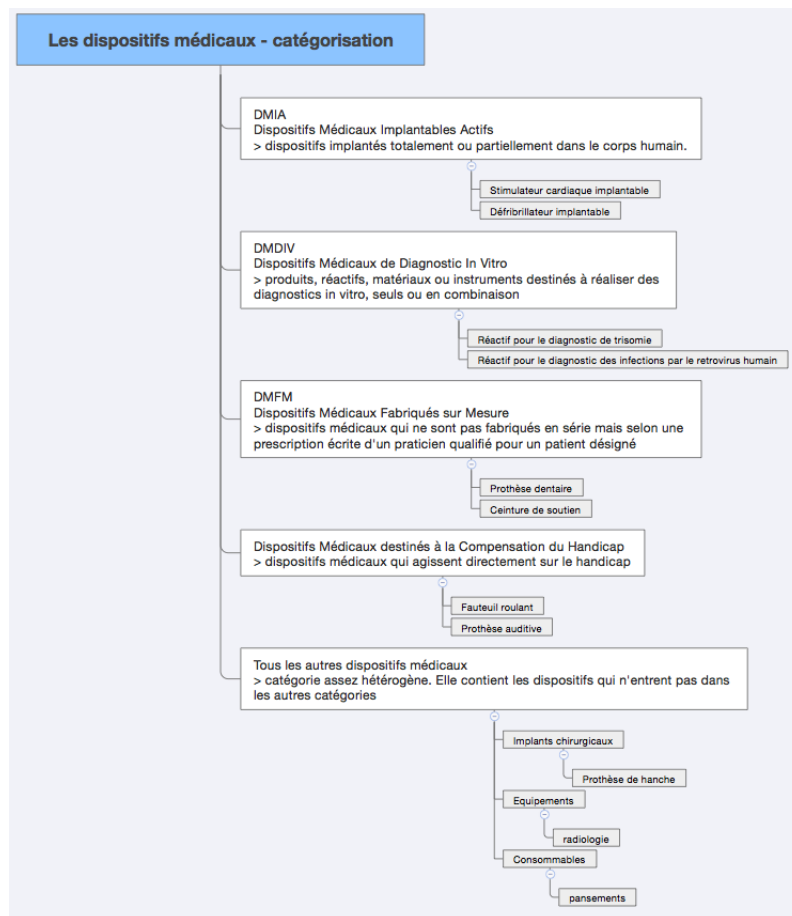 Les dispositifs médicaux - catégorisation
DMIA
Dispositifs Médicaux Implantables Actifs
> dispositifs implantés totalement ou partiellement dans le corps humain.
Stimulateur cardiaque implantable
Défribrillateur implantable
DMDIV
Dispositifs Médicaux de Diagnostic In Vitro
> produits, réactifs, matériaux ou instruments destinés à réaliser des
diagnostics in vitro, seuls ou en combinaison
Réactif pour le diagnostic de trisomie
Réactif pour le diagnostic des infections par le retrovirus humain
DMFM
Dispositifs Médicaux Fabriqués sur Mesure
> dispositifs médicaux qui ne sont pas fabriqués en série mais selon une
prescription écrite d'un praticien qualifié pour un patient désigné
Prothèse dentaire
Ceinture de soutien
Dispositifs Médicaux destinés à la Compensation du Handicap
> dispositifs médicaux qui agissent directement sur le handicap
Fauteuil roulant
Prothèse auditive
Tous les autres dispositifs médicaux
> catégorie assez hétérogène. Elle contient les dispositifs qui n'entrent pas dans
les autres catégories
Implants chirurgicaux
Prothèse de hanche
Equipements
radiologie
Consommables
pansements